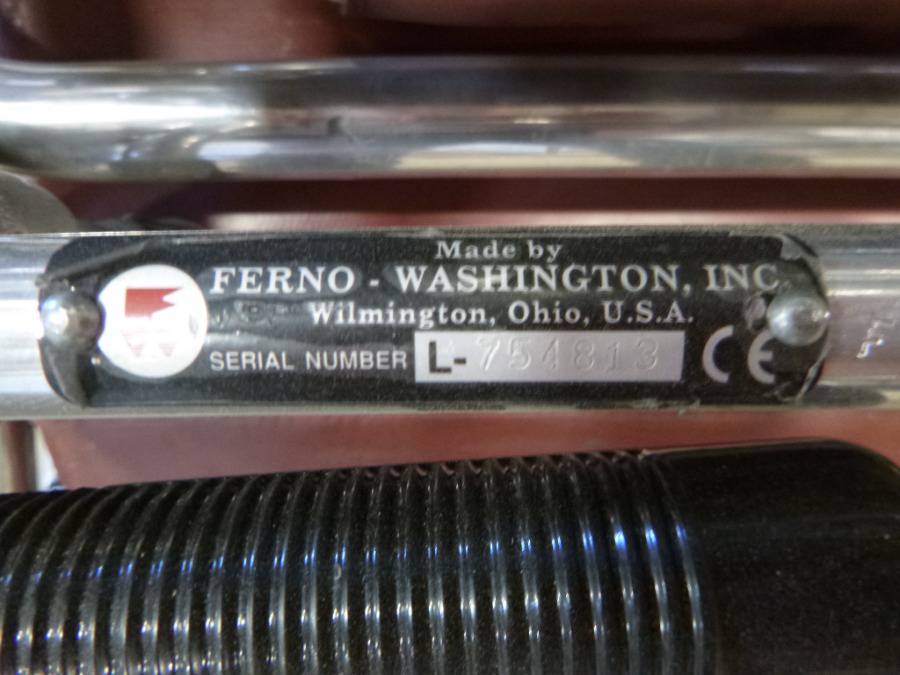 Made by
FERNO - WASHINGTON, INC.
Wilmington, Ohio, U.S.A.
SERIAL NUMBER L-754813 CE